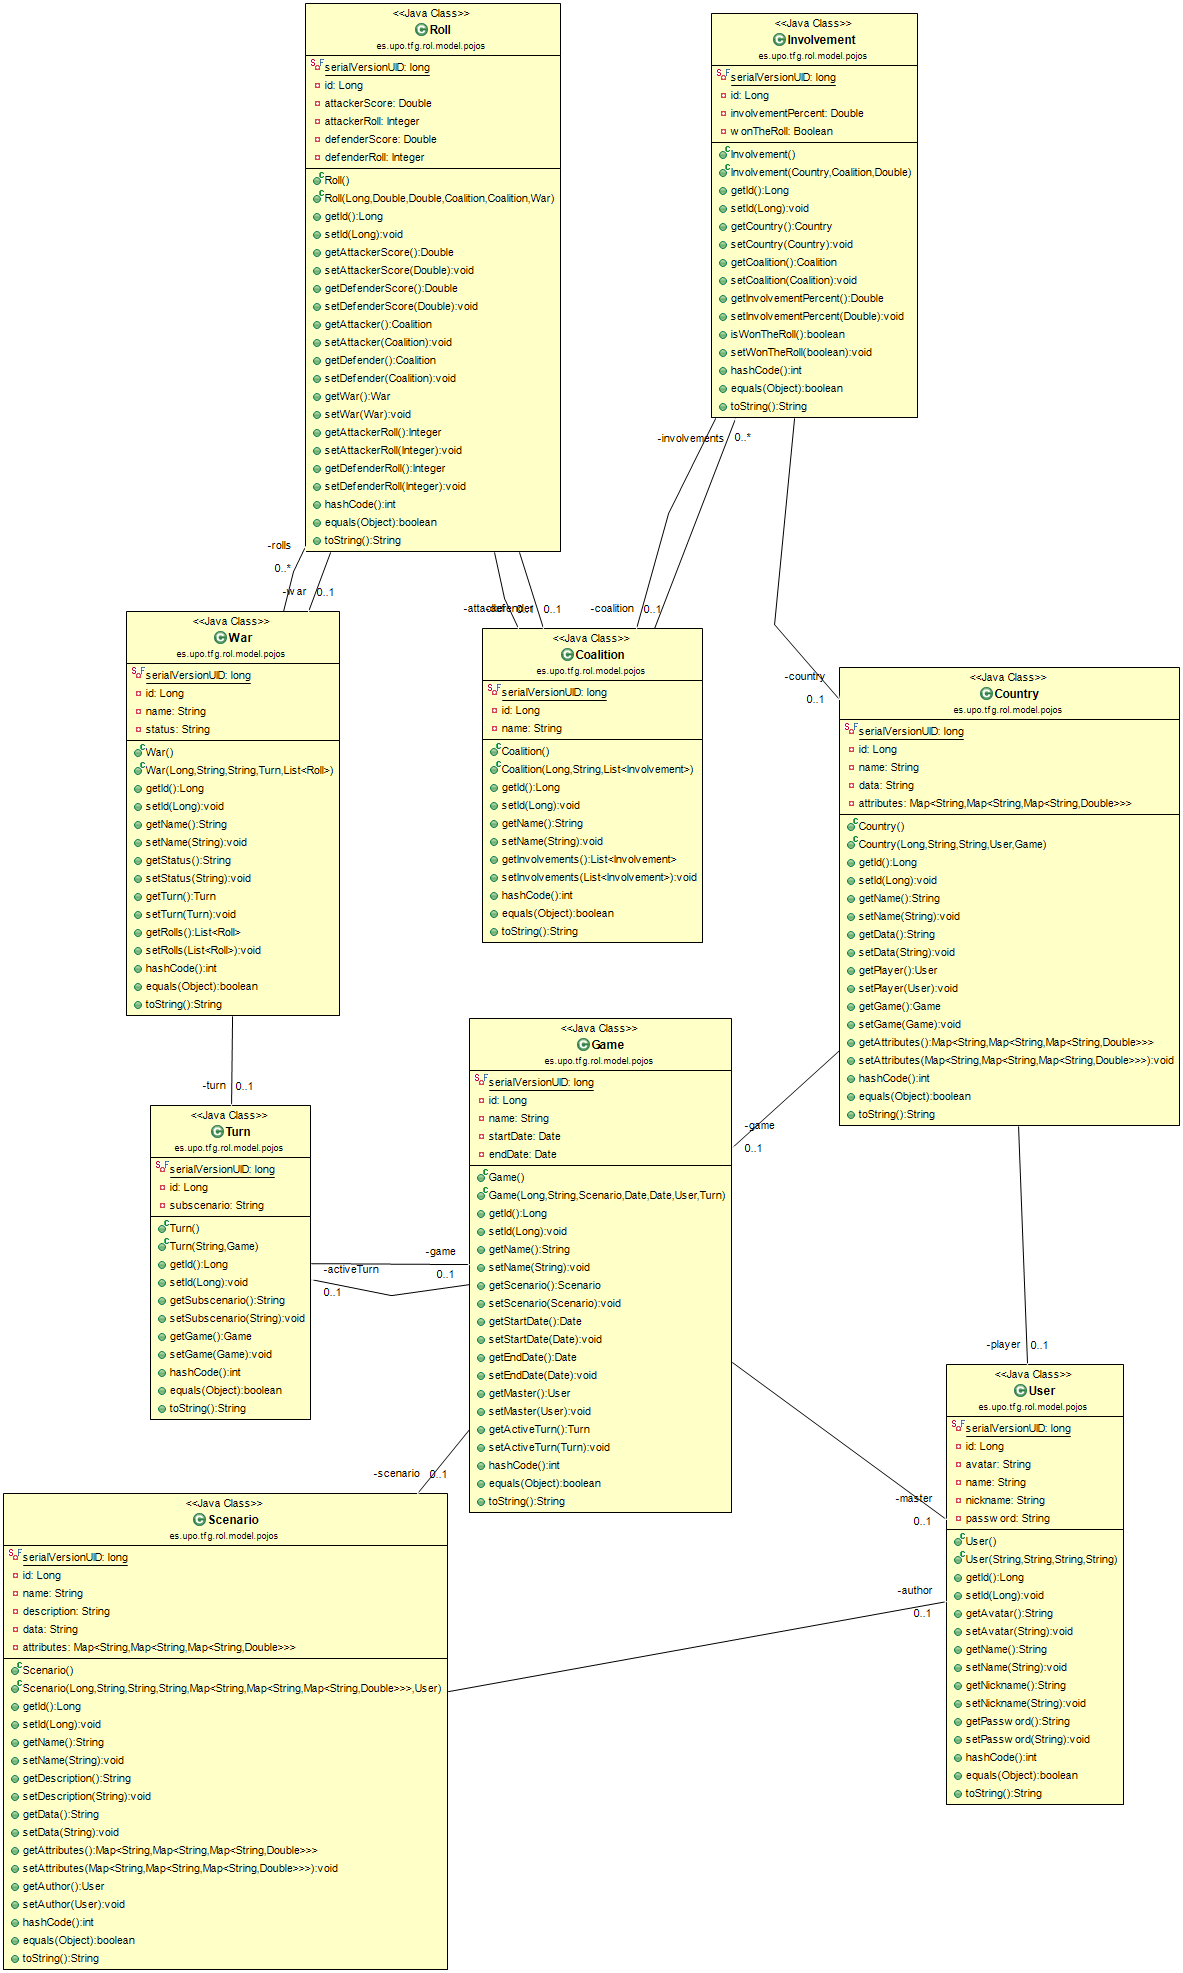 <<Java Class>>
Roll
es.upo.tfg.rol.model.pojos
serialVersionUID: long
id: Long
attackerScore: Double
attackerRoll: Integer
defenderScore: Double
defenderRoll: Integer
Roll()
Roll(Long,Double,Double,Coalition,Coalition,War)
getId():Long
setId(Long):void
getAttackerScore():Double
setAttackerScore(Double):void
getDefenderScore():Double
setDefenderScore(Double):void
getAttacker():Coalition
setAttacker(Coalition):void
getDefender():Coalition
setDefender(Coalition):void
getWar():War
setWar(War):void
getAttackerRoll():Integer
setAttackerRoll(Integer):void
getDefenderRoll():Integer
setDefenderRoll(Integer):void
hashCode():int
equals(Object):boolean
toString():String
<<Java Class>>
Involvement
es.upo.tfg.rol.model.pojos
serialVersionUID: long
id: Long
involvementPercent: Double
wonTheRoll: Boolean
Involvement()
Involvement(Country,Coalition,Double)
getId():Long
setId(Long):void
getCountry():Country
setCountry(Country):void
getCoalition():Coalition
setCoalition(Coalition):void
getInvolvementPercent():Double
setInvolvementPercent(Double):void
isWonTheRoll():boolean
setWonTheRoll(boolean):void
hashCode():int
equals(Object):boolean
toString():String
-involvements 0..*
-rolls
0..*
-war 0..1
-attacker
-defender 0..1
-coalition 0..1
-country
0..1
<<Java Class>>
War
es.upo.tfg.rol.model.pojos
serialVersionUID: long
id: Long
name: String
status: String
War()
War(Long,String,String,Turn,List<Roll>)
getId():Long
setId(Long):void
getName():String
setName(String):void
getStatus():String
setStatus(String):void
getTurn():Turn
setTurn(Turn):void
getRolls():List<Roll>
setRolls(List<Roll>):void
hashCode():int
equals(Object):boolean
toString():String
<<Java Class>>
Coalition
es.upo.tfg.rol.model.pojos
serialVersionUID: long
id: Long
name: String
Coalition()
Coalition(Long,String,List<Involvement>)
getId():Long
setId(Long):void
getName():String
setName(String):void
getInvolvements():List<Involvement>
setInvolvements(List<Involvement>):void
hashCode():int
equals(Object):boolean
toString():String
<<Java Class>>
Country
es.upo.tfg.rol.model.pojos
serialVersionUID: long
id: Long
name: String
data: String
attributes: Map<String,Map<String,Map<String,Double>>>
Country()
Country(Long,String,String,User,Game)
getId():Long
setId(Long):void
getName():String
setName(String):void
getData():String
setData(String):void
getPlayer():User
setPlayer(User):void
getGame():Game
setGame(Game):void
getAttributes():Map<String,Map<String,Map<String,Double>>>
setAttributes(Map<String,Map<String,Map<String,Double>>>):void
hashCode():int
equals(Object):boolean
toString():String
-turn 0..1
-game
0..1
<<Java Class>>
Turn
es.upo.tfg.rol.model.pojos
serialVersionUID: long
id: Long
subscenario: String
Turn()
Turn(String,Game)
getId():Long
setId(Long):void
getSubscenario():String
setSubscenario(String):void
getGame():Game
setGame(Game):void
hashCode():int
equals(Object):boolean
toString():String
-game
0..1
-activeTurn
0..1
<<Java Class>>
Game
es.upo.tfg.rol.model.pojos
serialVersionUID: long
id: Long
name: String
startDate: Date
endDate: Date
Game()
Game(Long,String,Scenario,Date,Date,User,Turn)
getId():Long
setId(Long):void
getName():String
setName(String):void
getScenario():Scenario
setScenario(Scenario):void
getStartDate():Date
setStartDate(Date):void
getEndDate():Date
setEndDate(Date):void
getMaster():User
setMaster(User):void
getActiveTurn():Turn
setActiveTurn(Turn):void
hashCode():int
equals(Object):boolean
toString():String
-player 0..1
-scenario 0..1
-master
0..1
-author
0..1
<<Java Class>>
User
es.upo.tfg.rol.model.pojos
serialVersionUID: long
id: Long
avatar: String
name: String
nickname: String
password: String
User()
User(String,String,String,String)
getId():Long
setId(Long):void
getAvatar():String
setAvatar(String):void
getName():String
setName(String):void
getNickname():String
setNickname(String):void
getPassword():String
setPassword(String):void
hashCode():int
equals(Object):boolean
toString():String
<<Java Class>>
Scenario
es.upo.tfg.rol.model.pojos
serialVersionUID: long
id: Long
name: String
description: String
data: String
attributes: Map<String,Map<String,Map<String,Double>>>
Scenario()
Scenario(Long,String,String,String,Map<String,Map<String,Map<String,Double>>>,User)
getId():Long
setId(Long):void
getName():String
setName(String):void
getDescription():String
setDescription(String):void
getData():String
setData(String):void
getAttributes():Map<String,Map<String,Map<String,Double>>>
setAttributes(Map<String,Map<String,Map<String,Double>>>):void
getAuthor():User
setAuthor(User):void
hashCode():int
equals(Object):boolean
toString():String